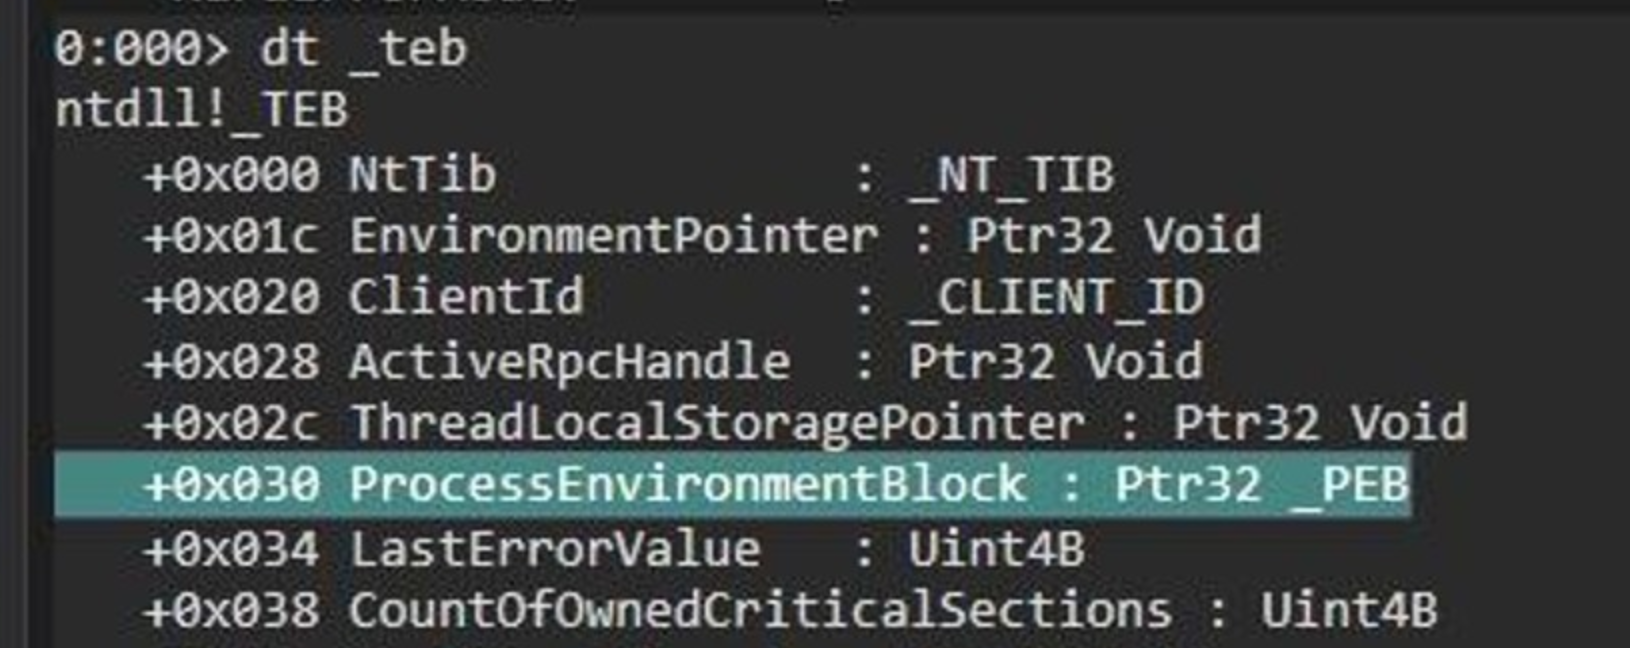 0:000> dt _teb
ntdll!_TEB
+0x000 NtTib : _NT_TIB
+0x01c EnvironmentPointer : Ptr32 Void
+0x020 ClientId : _CLIENT_ID
+0x028 ActiveRpcHandle : Ptr32 Void
+0x02c ThreadLocalStoragePointer : Ptr32 Void
+0x030 ProcessEnvironmentBlock : Ptr32 _PEB
+0x034 LastErrorValue : Uint4B
+0x038 CountOfOwnedCriticalSections : Uint4B